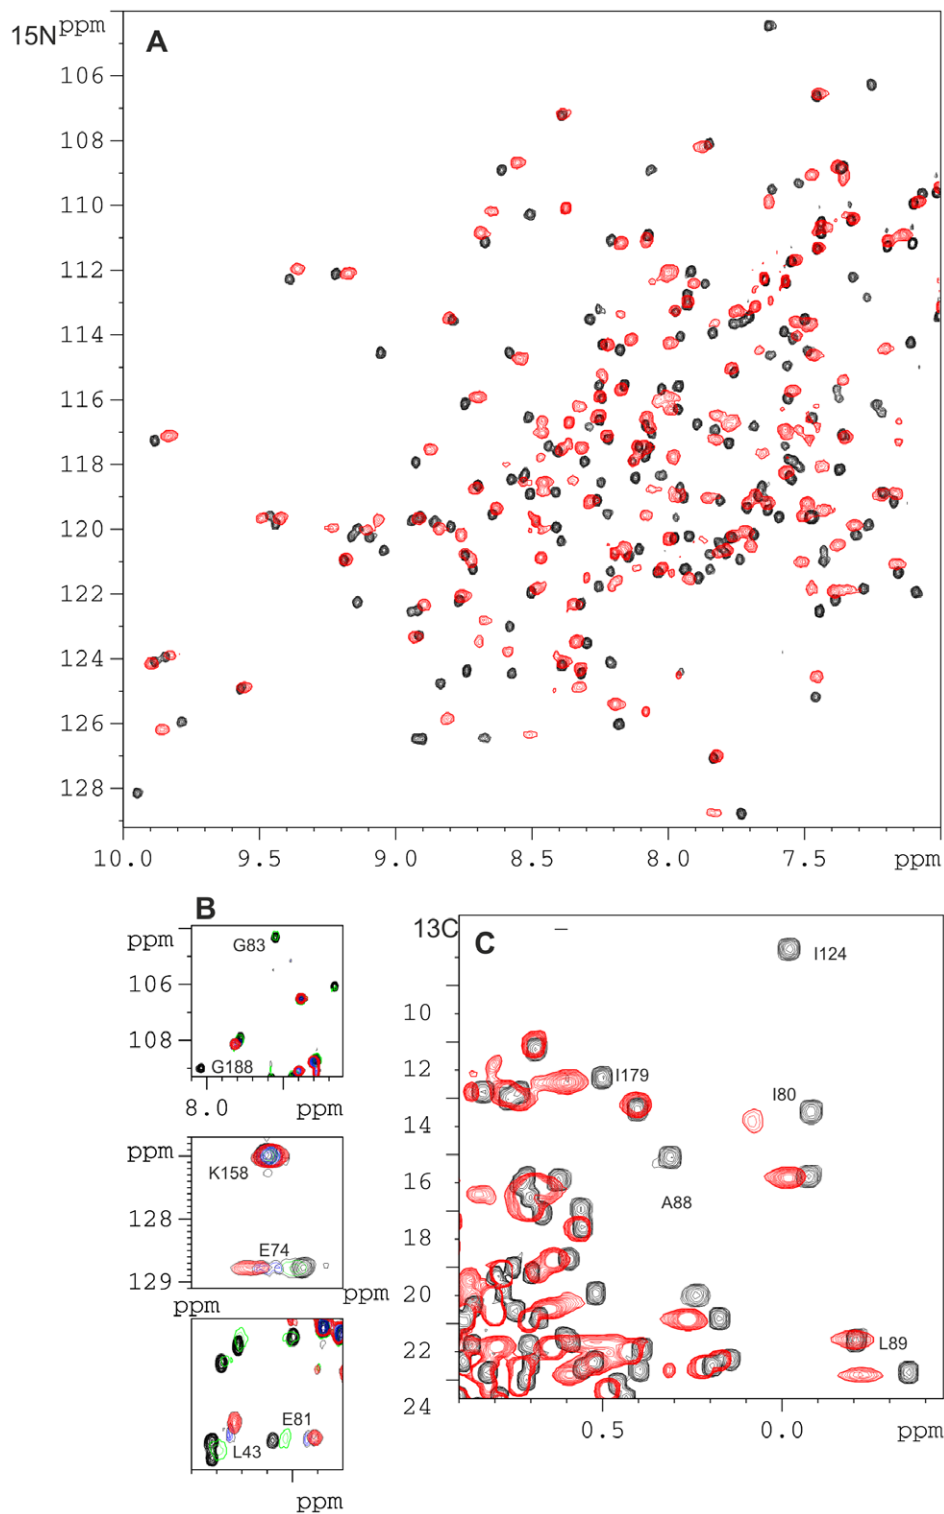 15N ppm
A
106
108
110
112
114
116
118
120
122
124
126
128
10.0 9.5 9.0 8.5 8.0 7.5 ppm
B
ppm
G83
106
108
G188
8.0 ppm
ppm
K158
128
E74
129
ppm
ppm
E81
L43
ppm
13C
C
I124
10
12
I179
I80
14
16
A88
18
20
22
L89
24
0.5 0.0 ppm